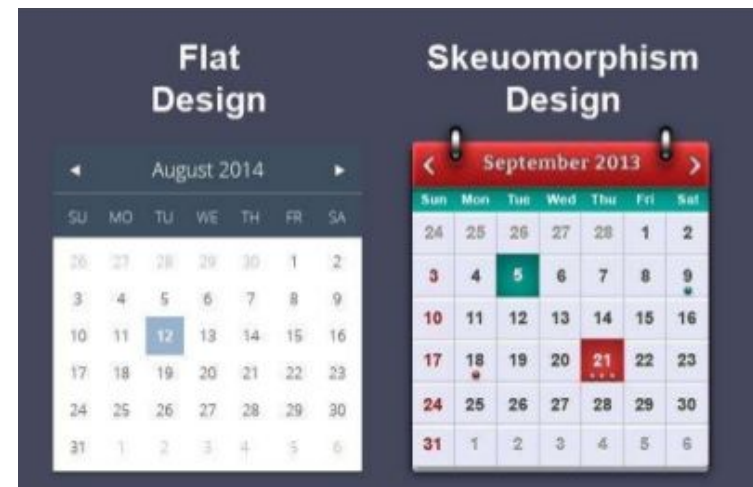 Flat
Design
August 2014
SU MO TU WE TH FR SA
26 27 28 29 30 1 2
3 4 5 6 7 8 9
10 11 12 13 14 15 16
17 18 19 20 21 22 23
24 25 26 27 28 29 30
31 1 2 3 4 5 6
Skeuomorphism
Design
September 2013
Sun Mon Tue Wed Thu Fri Sat
24 25 26 27 28 1 2
3 4 5 6 7 8 9
10 11 12 13 14 15 16
17 18 19 20 21 22 23
24 25 26 27 28 29 30
31 1 2 3 4 5 6